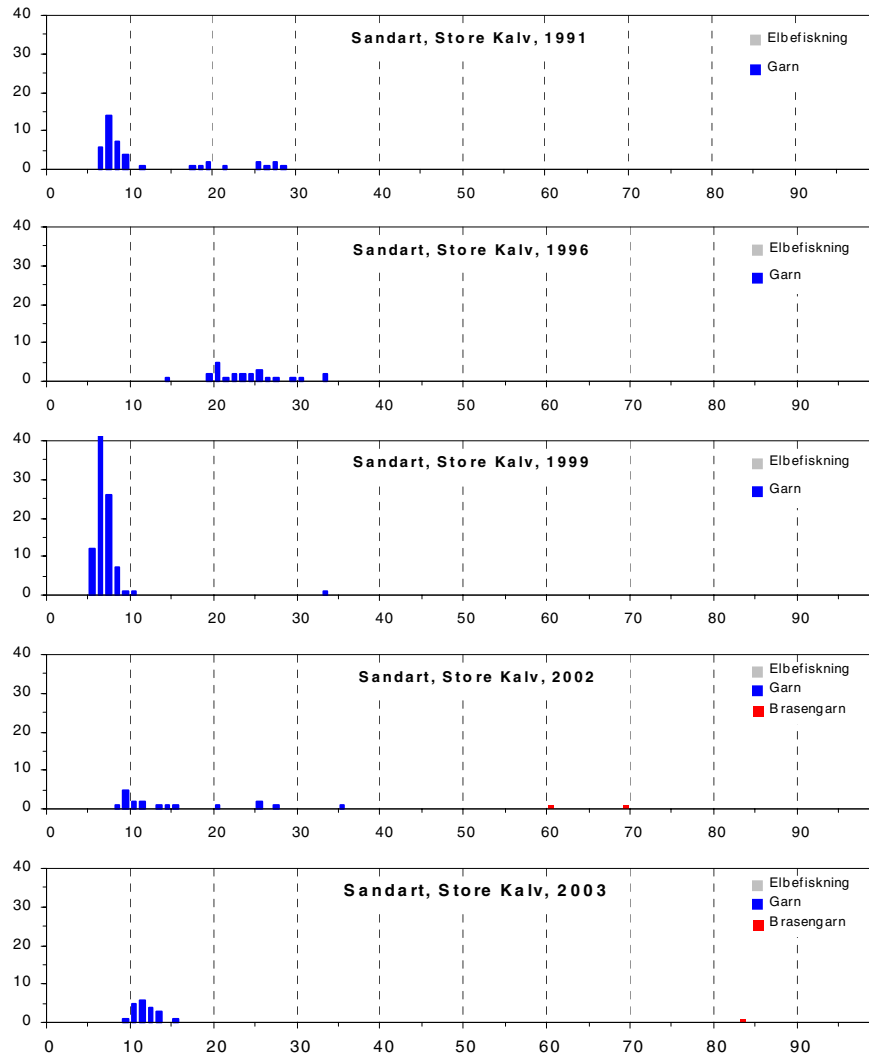 40
Sandart, Store Kalv, 1991
Elbefiskning
30
Garn
20
10
0
0 10 20 30 40 50 60 70 80 90
40
Sandart, Store Kalv, 1996
Elbefiskning
30
Garn
20
10
0
0 10 20 30 40 50 60 70 80 90
40
Sandart, Store Kalv, 1999
Elbefiskning
30
Garn
20
10
0
0 10 20 30 40 50 60 70 80 90
40
Sandart, Store Kalv, 2002
Elbefiskning
30
Garn
Brasengarn
20
10
0
0 10 20 30 40 50 60 70 80 90
40
Sandart, Store Kalv, 2003
Elbefiskning
30
Garn
Brasengarn
20
10
0
0 10 20 30 40 50 60 70 80 90